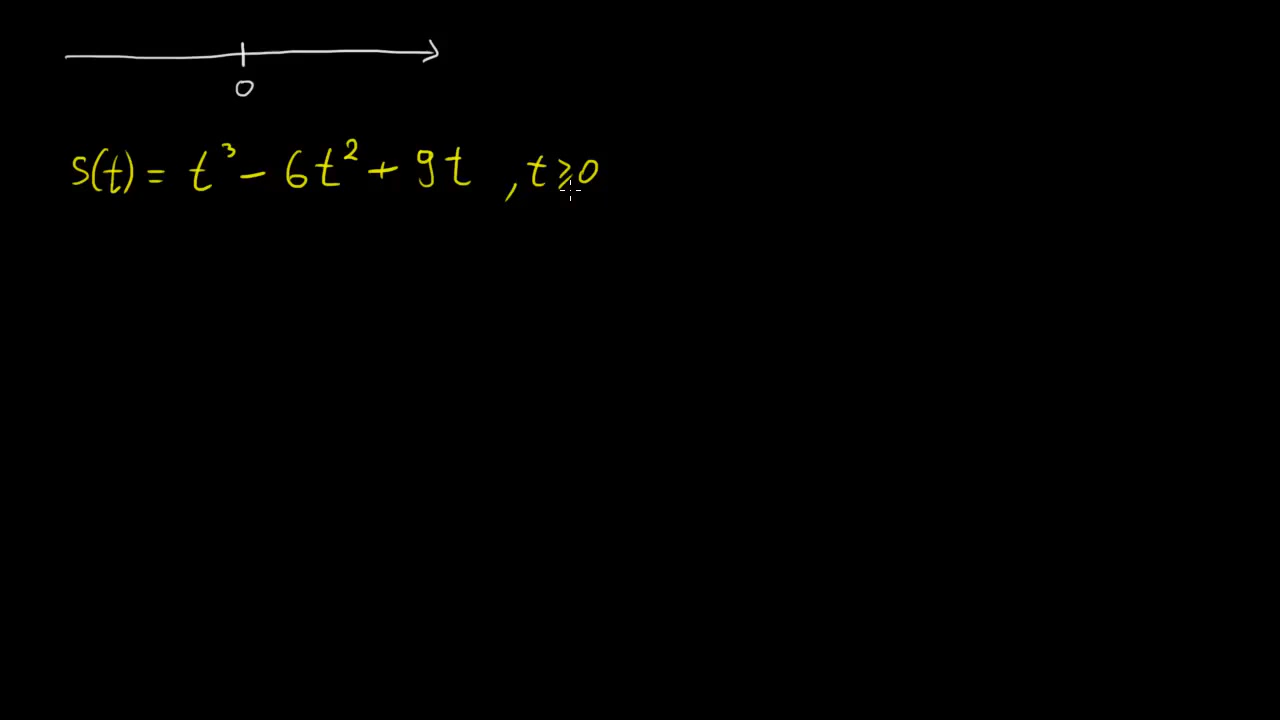 0
S(t) = t³ - 6t² + 9t , t ⩾ 0